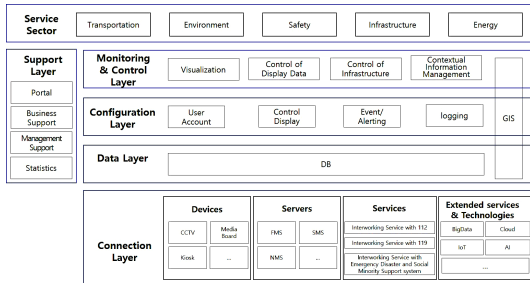 Service
Sector
Transportation
Environment
Safety
Infrastructure
Energy
Support
Layer
Portal
Business
Support
Management
Support
Statistics
Monitoring
& Control
Layer
Visualization
Control of
Display Data
Control of
Infrastructure
Contextual
Information
Management
Configuration
Layer
User
Account
Control
Display
Event/
Alerting
logging
GIS
Data Layer
DB
Connection
Layer
Devices
CCTV
Media
Board
Kiosk
...
Servers
FMS
SMS
NMS
...
Services
Interworking Service with 112
Interworking Service with 119
Interworking Service with
Emergency Disaster and Social
Minority Support system
Extended services
& Technologies
BigData
Cloud
IoT
AI
...